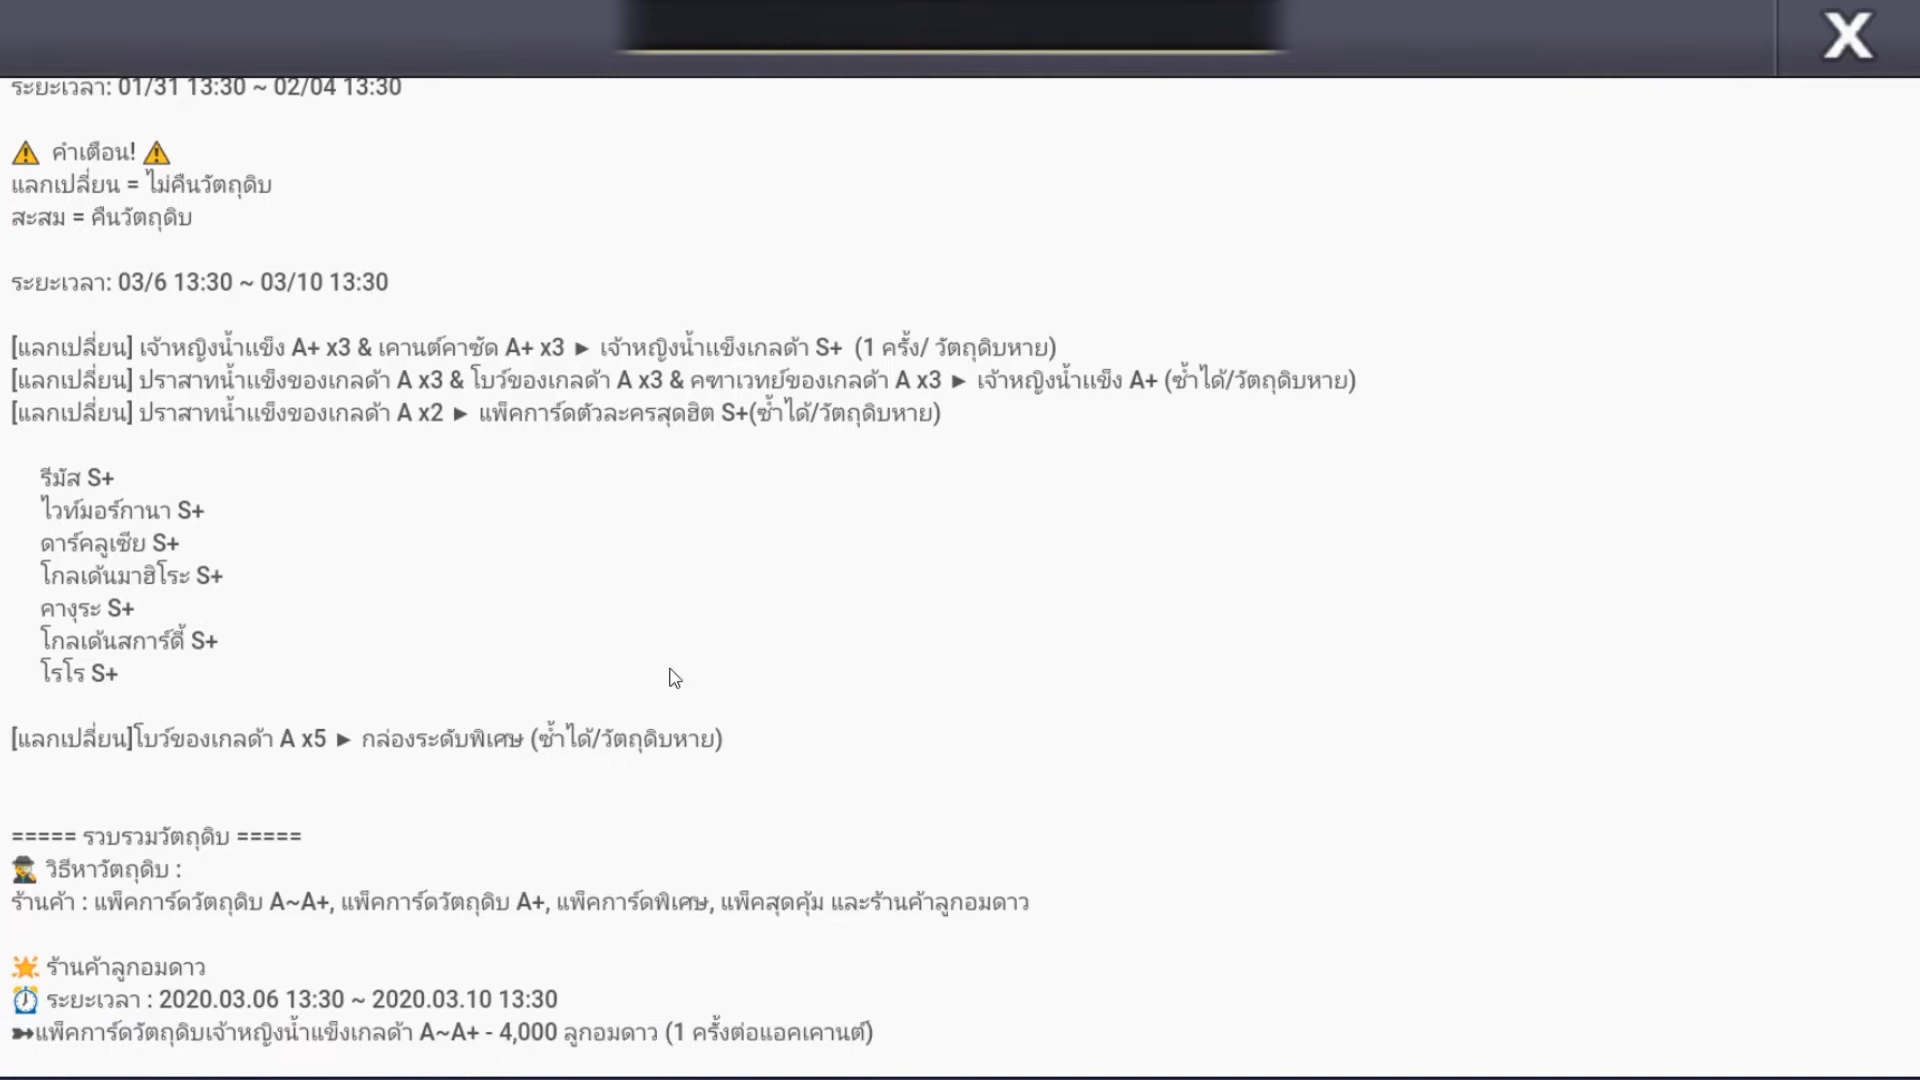 X
ระยะเวลา: 01/31 13:30 ~ 02/04 13:30
⚠ คำเตือน! ⚠
แลกเปลี่ยน = ไม่คืนวัตถุดิบ
สะสม = คืนวัตถุดิบ
ระยะเวลา: 03/6 13:30 ~ 03/10 13:30
[แลกเปลี่ยน] เจ้าหญิงน้ำแข็ง A+ x3 & เคานต์คาซัด A+ x3 ► เจ้าหญิงน้ำแข็งเกลด้า S+ (1 ครั้ง/ วัตถุดิบหาย)
[แลกเปลี่ยน] ปราสาทน้ำแข็งของเกลด้า A x3 & โบว์ของเกลด้า A x3 & คฑาเวทย์ของเกลด้า A x3 ► เจ้าหญิงน้ำแข็ง A+ (ซ้ำได้/วัตถุดิบหาย)
[แลกเปลี่ยน] ปราสาทน้ำแข็งของเกลด้า A x2 ► แพ็คการ์ดตัวละครสุดฮิต S+(ซ้ำได้/วัตถุดิบหาย)
รีมัส S+
ไวท์มอร์กานา S+
ดาร์คลูเซีย S+
โกลเด้นมาฮิโระ S+
คางุระ S+
โกลเด้นสการ์ดี้ S+
โรโร S+
[แลกเปลี่ยน]โบว์ของเกลด้า A x5 ► กล่องระดับพิเศษ (ซ้ำได้/วัตถุดิบหาย)
===== รวบรวมวัตถุดิบ =====
วิธีหาวัตถุดิบ :
ร้านค้า : แพ็คการ์ดวัตถุดิบ A~A+, แพ็คการ์ดวัตถุดิบ A+, แพ็คการ์ดพิเศษ, แพ็คสุดคุ้ม และร้านค้าลูกอมดาว
ร้านค้าลูกอมดาว
ระยะเวลา : 2020.03.06 13:30 ~ 2020.03.10 13:30
➽แพ็คการ์ดวัตถุดิบเจ้าหญิงน้ำแข็งเกลด้า A~A+ - 4,000 ลูกอมดาว (1 ครั้งต่อแอคเคานต์)